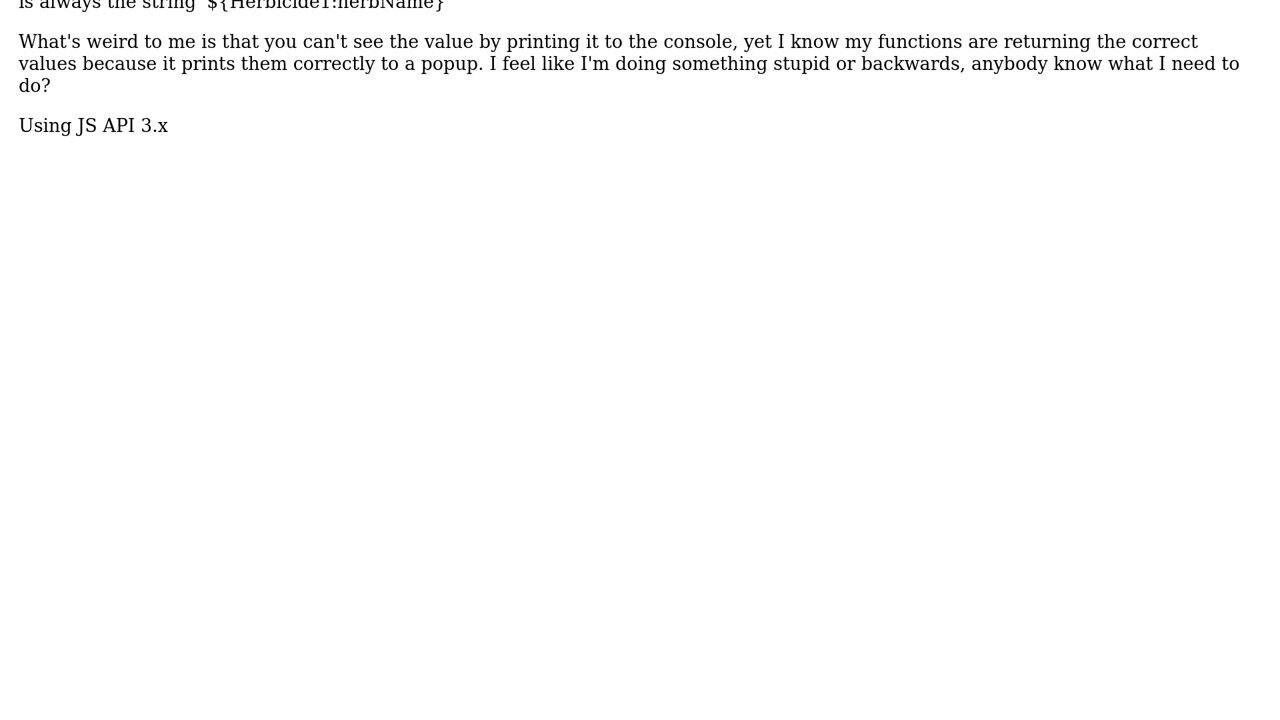 is always the string '${Herbicide1:herbName}'
What's weird to me is that you can't see the value by printing it to the console, yet I know my functions are returning the correct
values because it prints them correctly to a popup. I feel like I'm doing something stupid or backwards, anybody know what I need to
do?
Using JS API 3.x